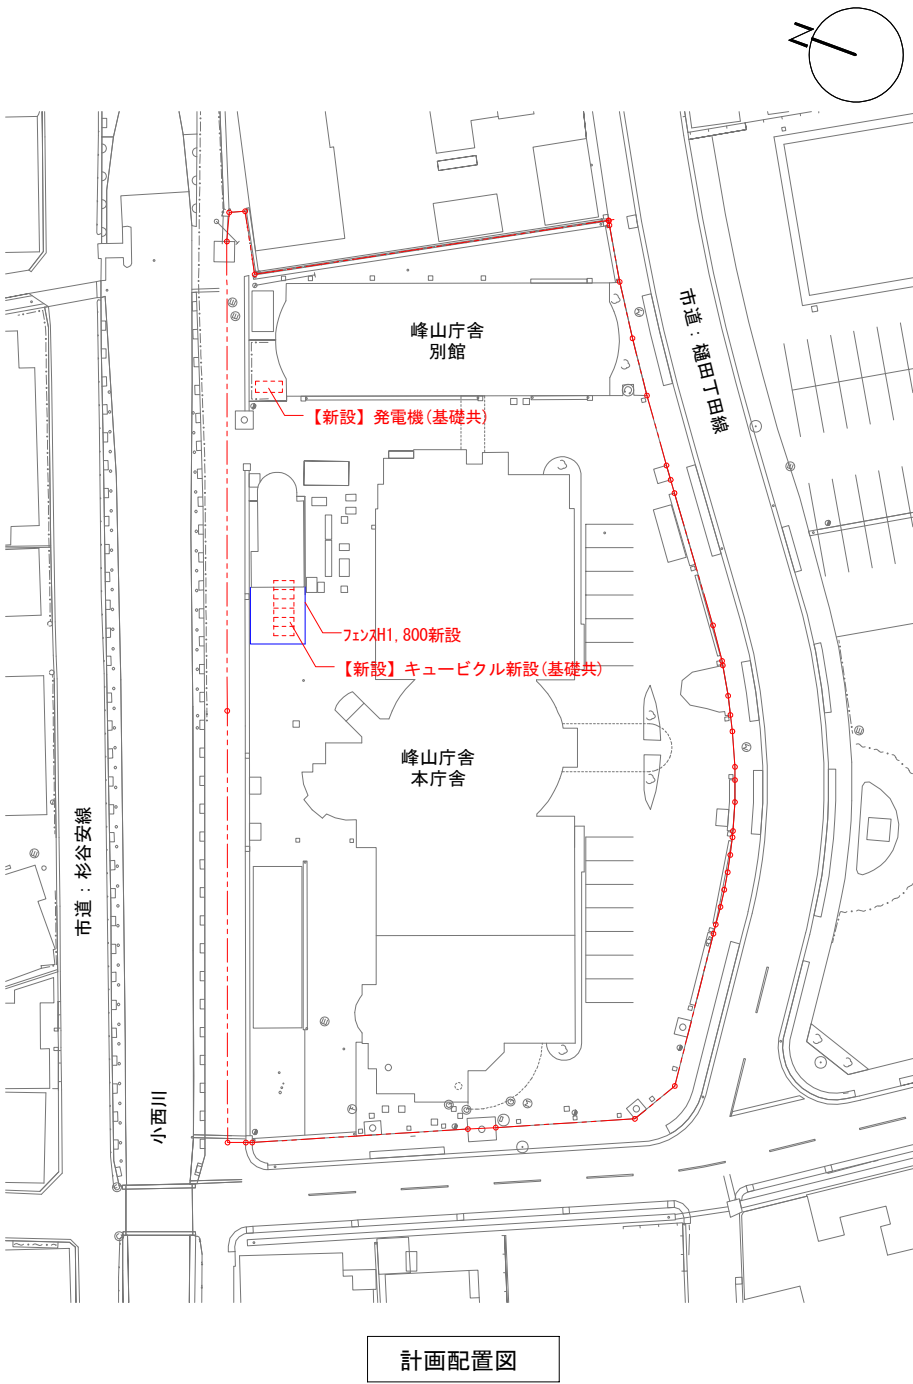 N
峰山庁舎
別館
市道：樋田丁田線
【新設】発電機(基礎共)
ﾌｪﾝｽH1,800新設
【新設】キュービクル新設(基礎共)
峰山庁舎
本庁舎
市道：杉谷安線
小西川
計画配置図